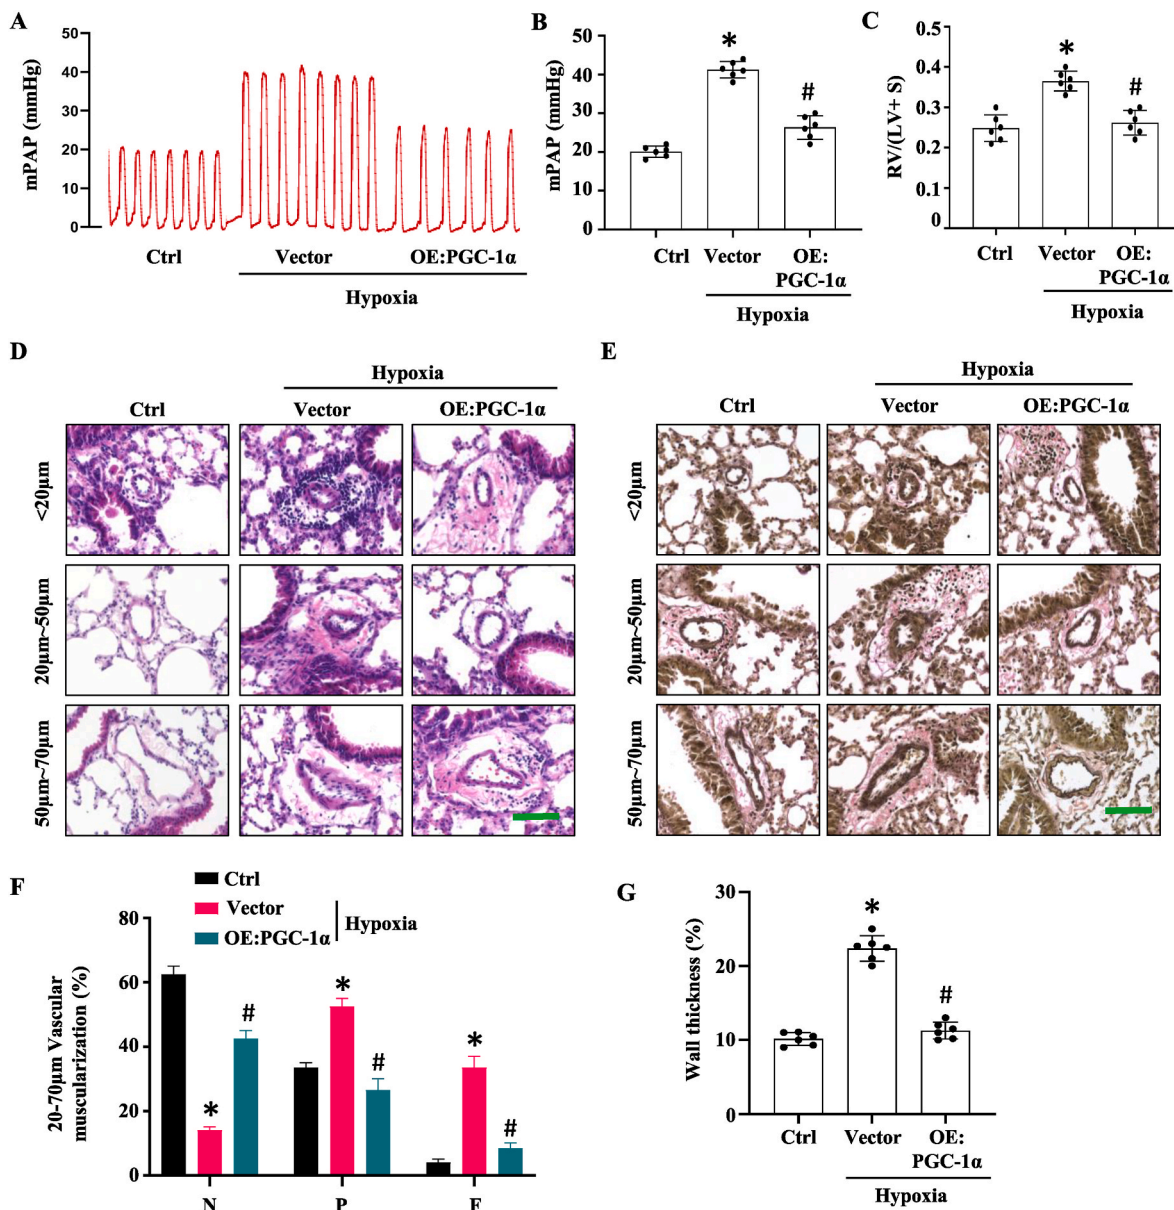 A
mPAP (mmHg)
50
40
30
20
10
0
Ctrl
Vector
OE:PGC-1α
Hypoxia
B
mPAP (mmHg)
50
40
30
20
10
0
*
#
Ctrl
Vector
OE:
PGC-1α
Hypoxia
C
RV/(LV+ S)
0.5
0.4
0.3
0.2
0.1
0
*
#
Ctrl
Vector
OE:
PGC-1α
Hypoxia
D
Hypoxia
Ctrl
Vector
OE:PGC-1α
<20μm
20μm~50μm
50μm~70μm
E
Hypoxia
Ctrl
Vector
OE:PGC-1α
<20μm
20μm~50μm
50μm~70μm
F
Ctrl
Vector
OE:PGC-1α
Hypoxia
20-70μm Vascular
muscularization (%)
80
60
40
20
0
*
#
*
#
*
#
N
P
F
G
Wall thickness (%)
30
20
10
0
*
#
Ctrl
Vector
OE:
PGC-1α
Hypoxia